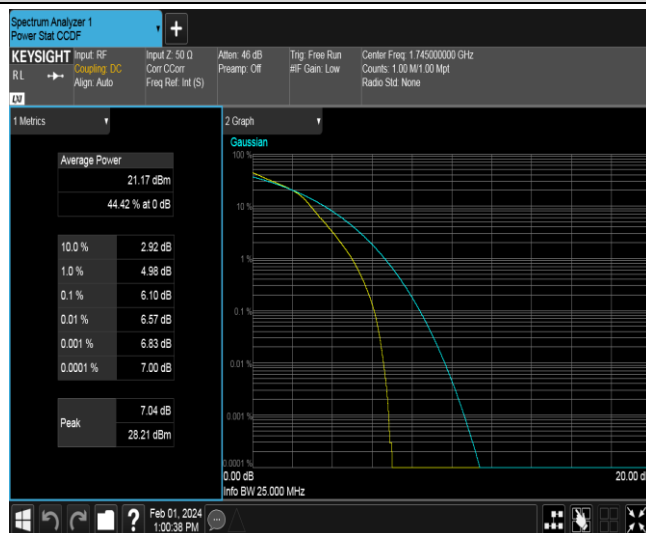 Spectrum Analyzer 1
Power Stat CCDF
+
KEYSIGHT
RL
LXI
Input: RF
Coupling: DC
Align: Auto
Input Z: 50 Ω
Corr CCorr
Freq Ref: Int (S)
Atten: 46 dB
Preamp: Off
Trig: Free Run
#IF Gain: Low
Center Freq: 1.745000000 GHz
Counts: 1.00 M/1.00 Mpt
Radio Std: None
1 Metrics
Average Power
21.17 dBm
44.42 % at 0 dB
10.0 % 2.92 dB
1.0 % 4.98 dB
0.1 % 6.10 dB
0.01 % 6.57 dB
0.001 % 6.83 dB
0.0001 % 7.00 dB
Peak
7.04 dB
28.21 dBm
2 Graph
Gaussian
100 %
10 %
1 %
0.1 %
0.01 %
0.001 %
0.0001 %
0.00 dB
20.00 d
Info BW 25.000 MHz
?
Feb 01, 2024
1:00:38 PM